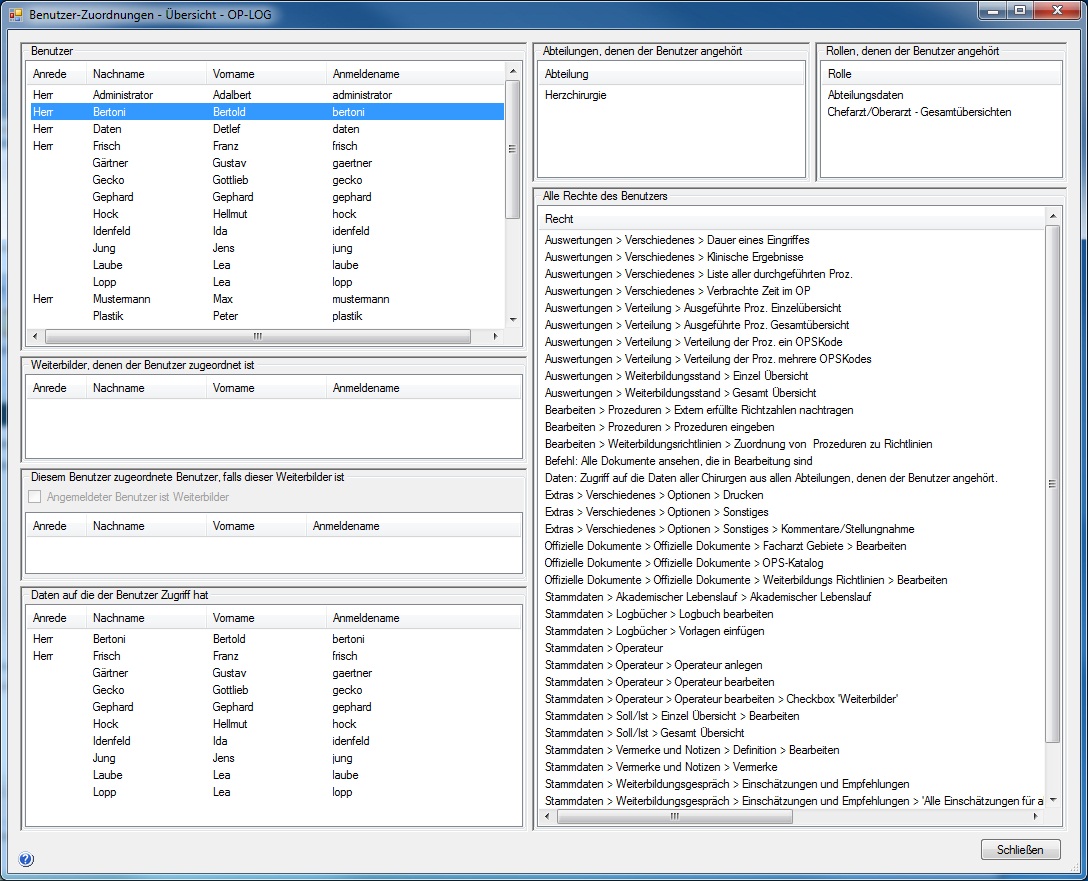 Benutzer-Zuordnungen - Übersicht - OP-LOG
Benutzer
Anrede Nachname Vorname Anmeldename
Herr Administrator Adalbert administrator
Herr Bertoni Bertold bertoni
Herr Daten Detlef daten
Herr Frisch Franz frisch
Gärtner Gustav gaertner
Gecko Gottlieb gecko
Gephard Gephard gephard
Hock Hellmut hock
Idenfeld Ida idenfeld
Jung Jens jung
Laube Lea laube
Lopp Lea lopp
Herr Mustermann Max mustermann
Plastik Peter plastik
Weiterbilder, denen der Benutzer zugeordnet ist
Anrede Nachname Vorname Anmeldename
Diesem Benutzer zugeordnete Benutzer, falls dieser Weiterbilder ist
Angemeldeter Benutzer ist Weiterbilder
Anrede Nachname Vorname Anmeldename
Daten auf die der Benutzer Zugriff hat
Anrede Nachname Vorname Anmeldename
Herr Bertoni Bertold bertoni
Herr Frisch Franz frisch
Gärtner Gustav gaertner
Gecko Gottlieb gecko
Gephard Gephard gephard
Hock Hellmut hock
Idenfeld Ida idenfeld
Jung Jens jung
Laube Lea laube
Lopp Lea lopp
Abteilungen, denen der Benutzer angehört
Abteilung
Herzchirurgie
Rollen, denen der Benutzer angehört
Rolle
Abteilungsdaten
Chefarzt/Oberarzt - Gesamtübersichten
Alle Rechte des Benutzers
Recht
Auswertungen > Verschiedenes > Dauer eines Eingriffes
Auswertungen > Verschiedenes > Klinische Ergebnisse
Auswertungen > Verschiedenes > Liste aller durchgeführten Proz.
Auswertungen > Verschiedenes > Verbrachte Zeit im OP
Auswertungen > Verteilung > Ausgeführte Proz. Einzelübersicht
Auswertungen > Verteilung > Ausgeführte Proz. Gesamtübersicht
Auswertungen > Verteilung > Verteilung der Proz. ein OPSKode
Auswertungen > Verteilung > Verteilung der Proz. mehrere OPSKodes
Auswertungen > Weiterbildungsstand > Einzel Übersicht
Auswertungen > Weiterbildungsstand > Gesamt Übersicht
Bearbeiten > Prozeduren > Extern erfüllte Richtzahlen nachtragen
Bearbeiten > Prozeduren > Prozeduren eingeben
Bearbeiten > Weiterbildungsrichtlinien > Zuordnung von  Prozeduren zu Richtlinien
Befehl: Alle Dokumente ansehen, die in Bearbeitung sind
Daten: Zugriff auf die Daten aller Chirurgen aus allen Abteilungen, denen der Benutzer angehört.
Extras > Verschiedenes > Optionen > Drucken
Extras > Verschiedenes > Optionen > Sonstiges
Extras > Verschiedenes > Optionen > Sonstiges > Kommentare/Stellungnahme
Offizielle Dokumente > Offizielle Dokumente > Facharzt Gebiete > Bearbeiten
Offizielle Dokumente > Offizielle Dokumente > OPS-Katalog
Offizielle Dokumente > Offizielle Dokumente > Weiterbildungs Richtlinien > Bearbeiten
Stammdaten > Akademischer Lebenslauf > Akademischer Lebenslauf
Stammdaten > Logbücher > Logbuch bearbeiten
Stammdaten > Logbücher > Vorlagen einfügen
Stammdaten > Operateur
Stammdaten > Operateur > Operateur anlegen
Stammdaten > Operateur > Operateur bearbeiten
Stammdaten > Operateur > Operateur bearbeiten > Checkbox 'Weiterbilder'
Stammdaten > Soll/Ist > Einzel Übersicht > Bearbeiten
Stammdaten > Soll/Ist > Gesamt Übersicht
Stammdaten > Vermerke und Notizen > Definition > Bearbeiten
Stammdaten > Vermerke und Notizen > Vermerke
Stammdaten > Weiterbildungsgespräch > Einschätzungen und Empfehlungen
Stammdaten > Weiterbildungsgespräch > Einschätzungen und Empfehlungen > 'Alle Einschätzungen für a
Schließen